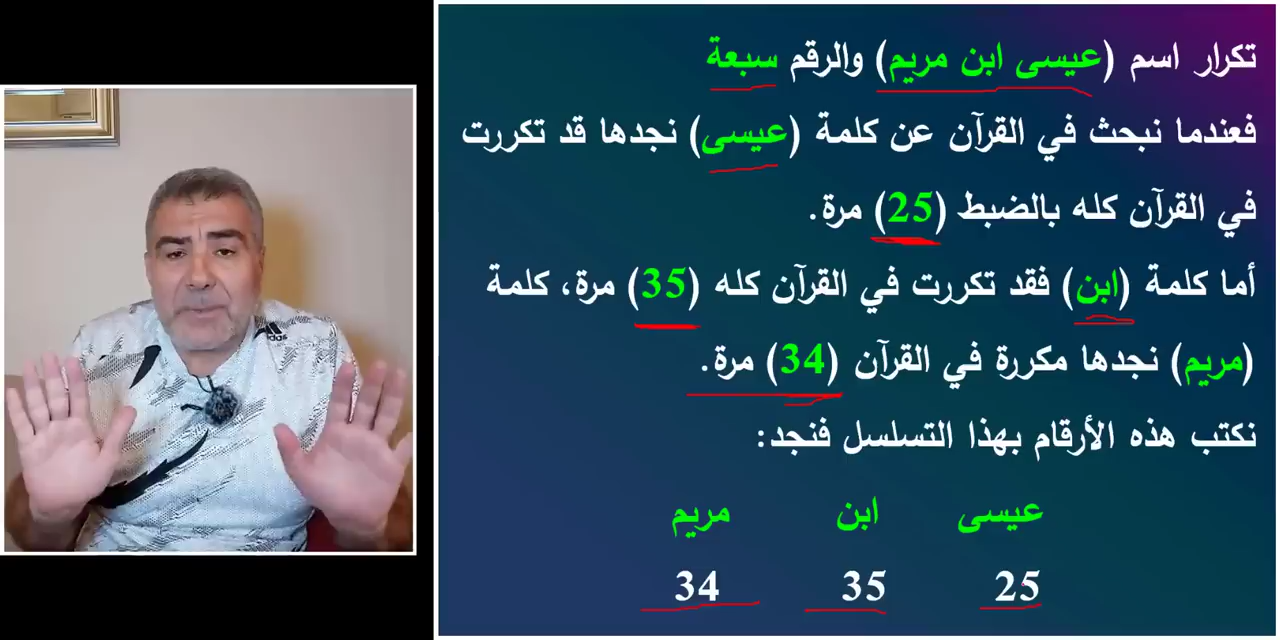 تكرار اسم (عيسى ابن مريم) والرقم سبعة
فعندما نبحث في القرآن عن كلمة (عيسى) نجدها قد تكررت
في القرآن كله بالضبط (25) مرة.
أما كلمة (ابن) فقد تكررت في القرآن كله (35) مرة، كلمة
(مريم) نجدها مكررة في القرآن (34) مرة.
نكتب هذه الأرقام بهذا التسلسل فنجد:
عيسى ابن مريم
25 35 34
adidas